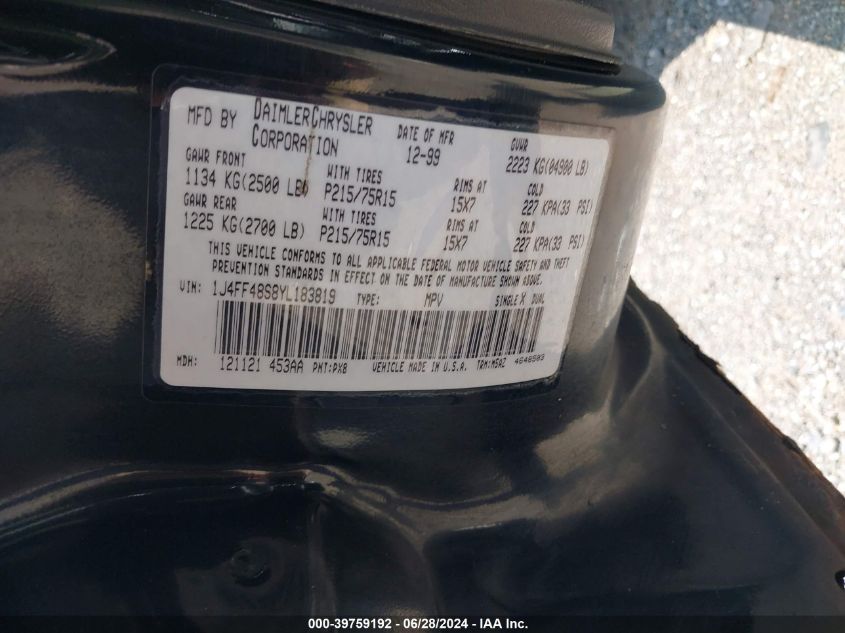 MFD BY DAIMLERCHRYSLER CORPORATION DATE OF MFR 12-99 GVWR 2223 KG(04900 LB)
GAWR FRONT WITH TIRES RIMS AT COLD
1134 KG(2500 LB) P215/75R15 15X7 227 KPA(33 PSI)
GAWR REAR WITH TIRES RIMS AT COLD
1225 KG(2700 LB) P215/75R15 15X7 227 KPA(33 PSI)
THIS VEHICLE CONFORMS TO ALL APPLICABLE FEDERAL MOTOR VEHICLE SAFETY AND THEFT
PREVENTION STANDARDS IN EFFECT ON THE DATE OF MANUFACTURE SHOWN ABOVE.
VIN: 1J4FF48S8YL183819 TYPE: MPV SINGLE X DUAL
MDH: 121121 453AA PNT:PX8 VEHICLE MADE IN U.S.A. TRM:M5AZ 4648503
000-39759192 - 06/28/2024 - IAA Inc.